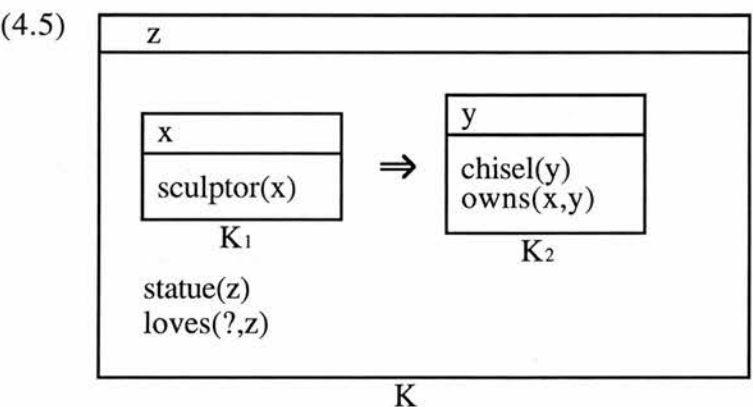 (4.5)
z
x
sculptor(x)
K₁
⇒
y
chisel(y)
owns(x,y)
K₂
statue(z)
loves(?,z)
K